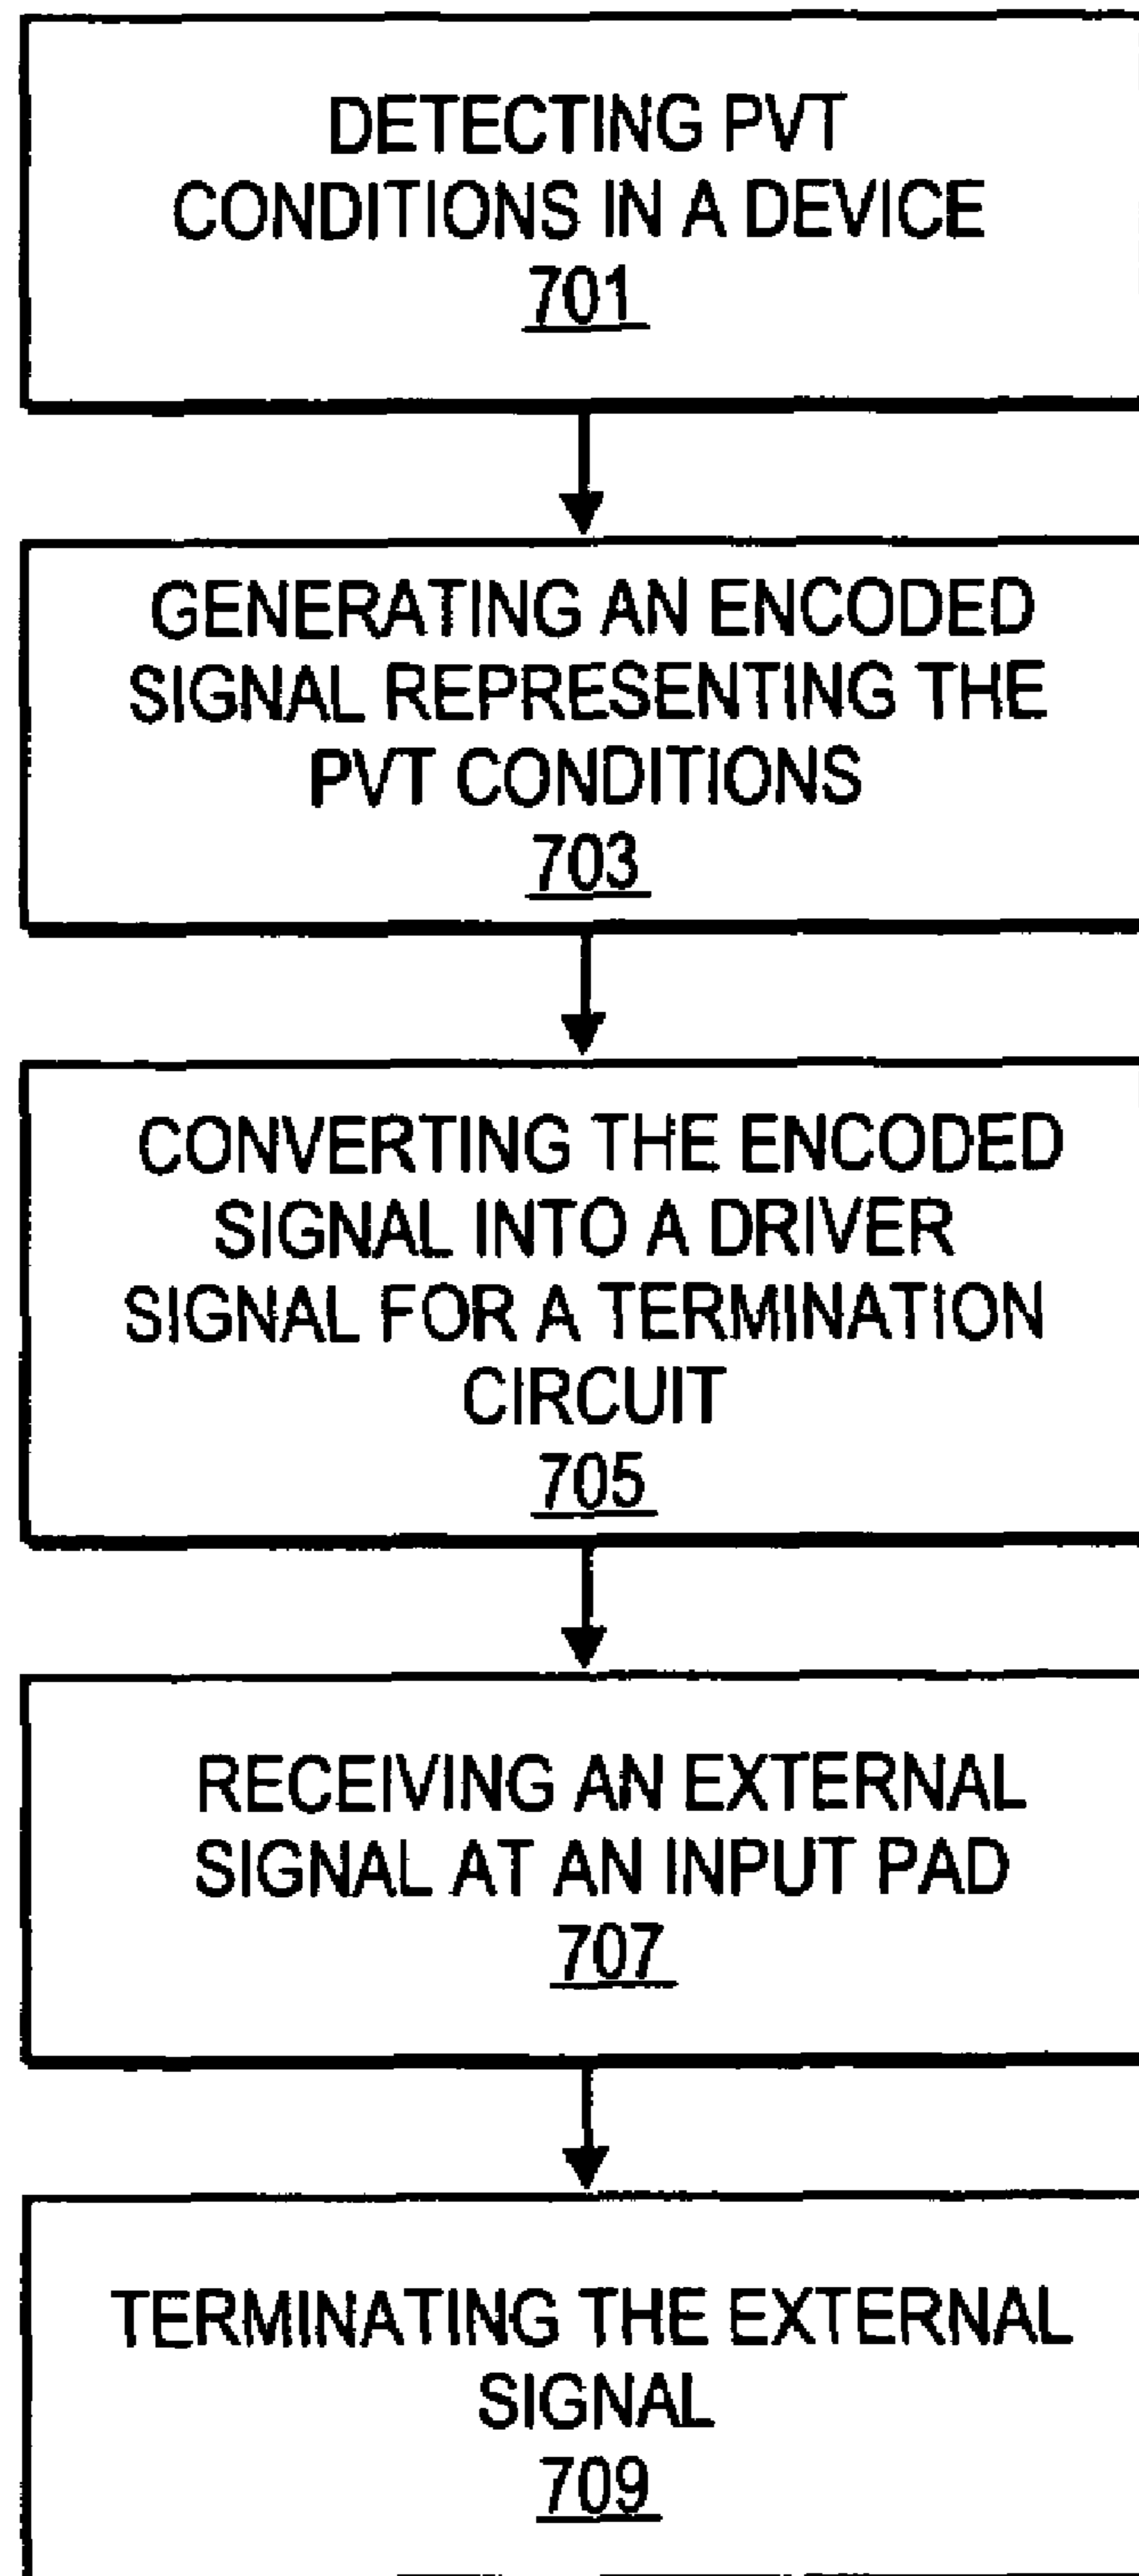 DETECTING PVT
CONDITIONS IN A DEVICE
701
GENERATING AN ENCODED
SIGNAL REPRESENTING THE
PVT CONDITIONS
703
CONVERTING THE ENCODED
SIGNAL INTO A DRIVER
SIGNAL FOR A TERMINATION
CIRCUIT
705
RECEIVING AN EXTERNAL
SIGNAL AT AN INPUT PAD
707
TERMINATING THE EXTERNAL
SIGNAL
709